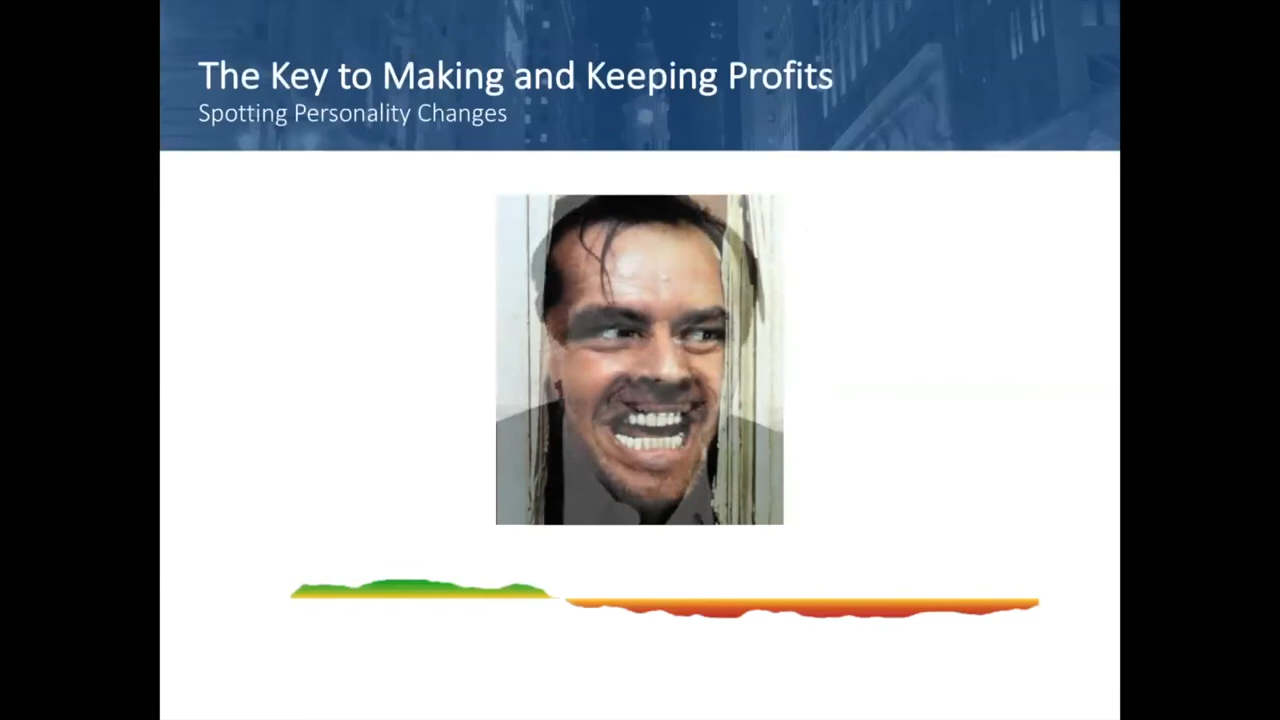 The Key to Making and Keeping Profits
Spotting Personality Changes